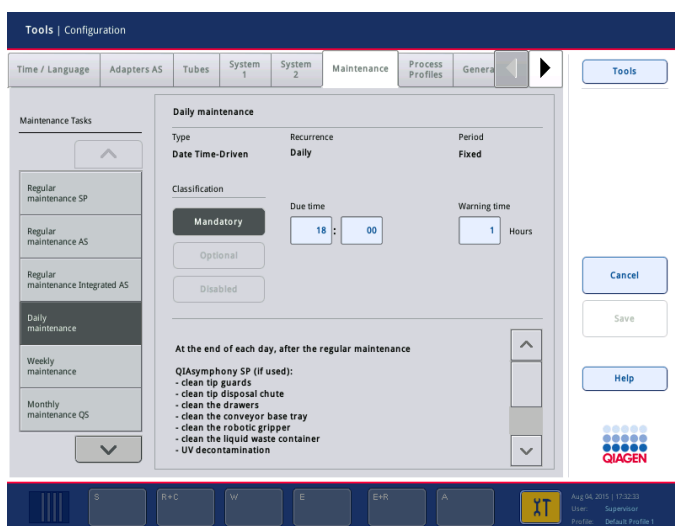 Tools | Configuration
Time / Language
Adapters AS
Tubes
System
1
System
2
Maintenance
Process
Profiles
Genera
Tools
Maintenance Tasks
Regular
maintenance SP
Regular
maintenance AS
Regular
maintenance Integrated AS
Daily
maintenance
Weekly
maintenance
Monthly
maintenance QS
Daily maintenance
Type
Recurrence
Period
Date Time-Driven
Daily
Fixed
Classification
Mandatory
Optional
Disabled
Due time
18 : 00
Warning time
1 Hours
At the end of each day, after the regular maintenance
QIAsymphony SP (if used):
- clean tip guards
- clean tip disposal chute
- clean the drawers
- clean the conveyor base tray
- clean the robotic gripper
- clean the liquid waste container
- UV decontamination
Cancel
Save
Help
QIAGEN
S
R+C
W
E
E+R
A
Aug 04, 2015 | 17:32:33
User: Supervisor
Profile: Default Profile 1